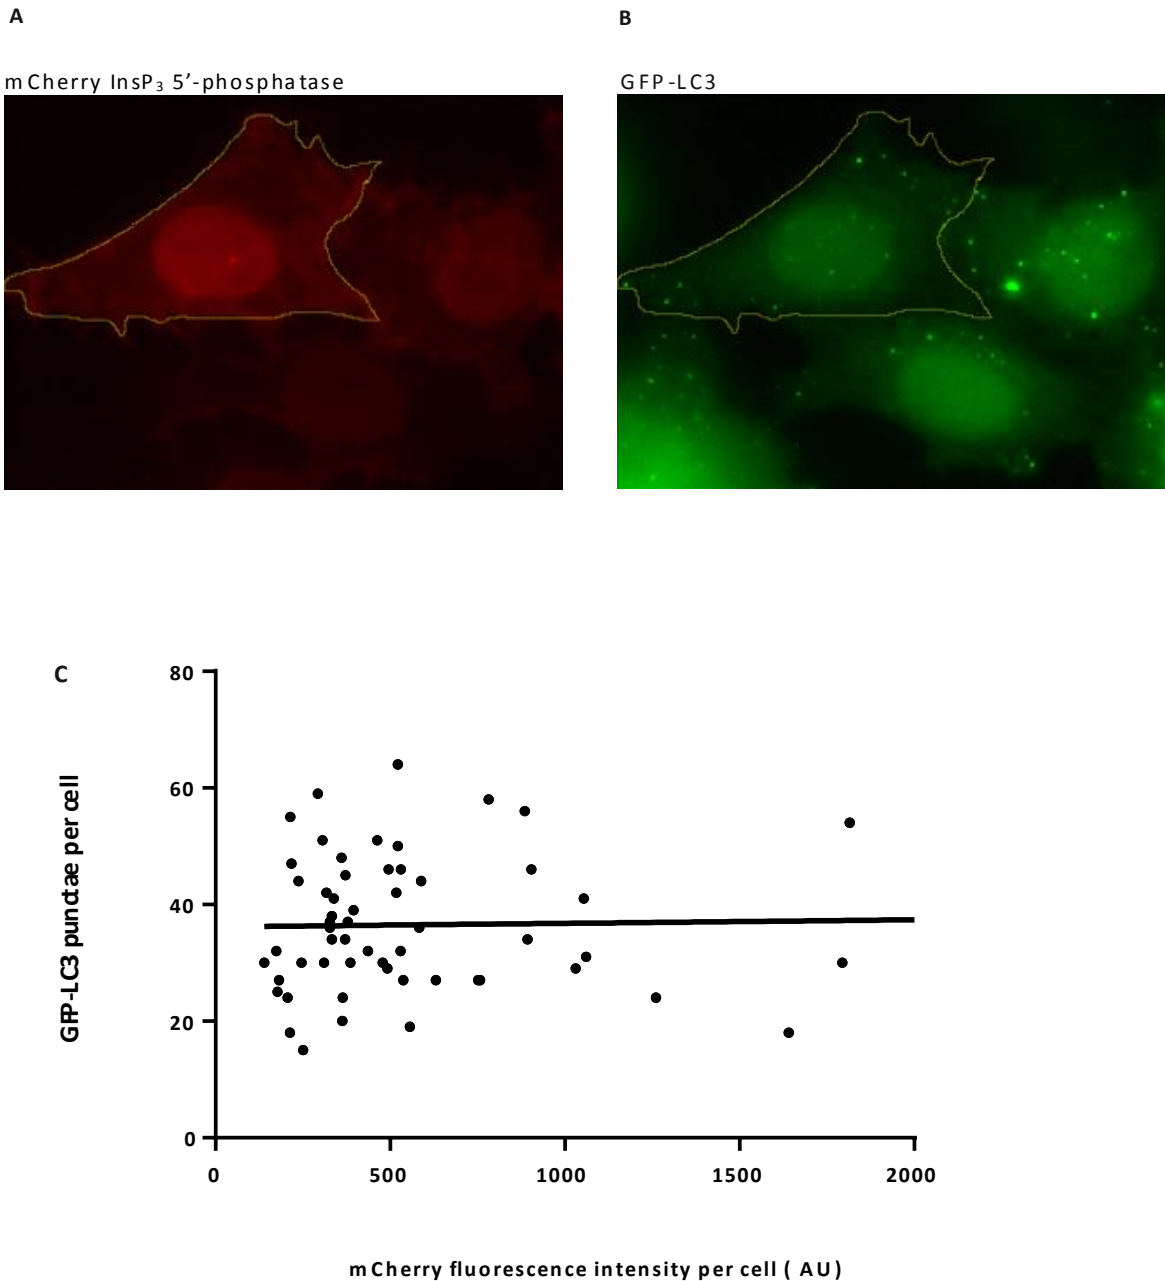 A
B
mCherry InsP₃ 5’-phosphatase
GFP-LC3
C
80
60
40
20
0
GFP-LC3 punctae per cell
0 500 1000 1500 2000
mCherry fluorescence intensity per cell ( AU)